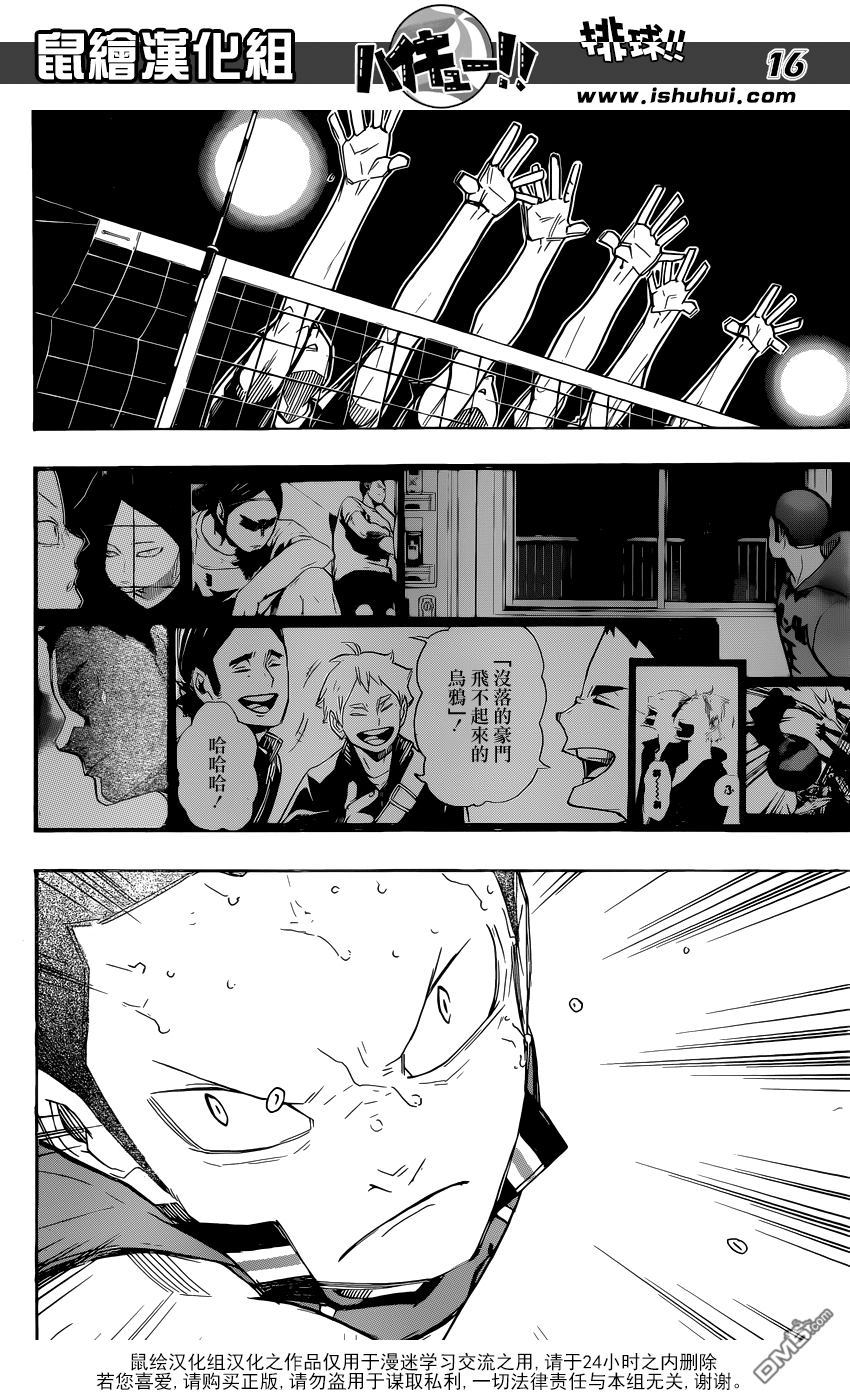 鼠繪漢化組
ハイキュー!!
排球!!
16
www.ishuhui.com
「沒落的豪門
飛不起來的
烏鴉」!
哈哈哈!
鼠绘汉化组汉化之作品仅用于漫迷学习交流之用, 请于24小时之内删除
若您喜爱, 请购买正版, 请勿盗用于谋取私利, 一切法律责任与本组无关, 谢谢.